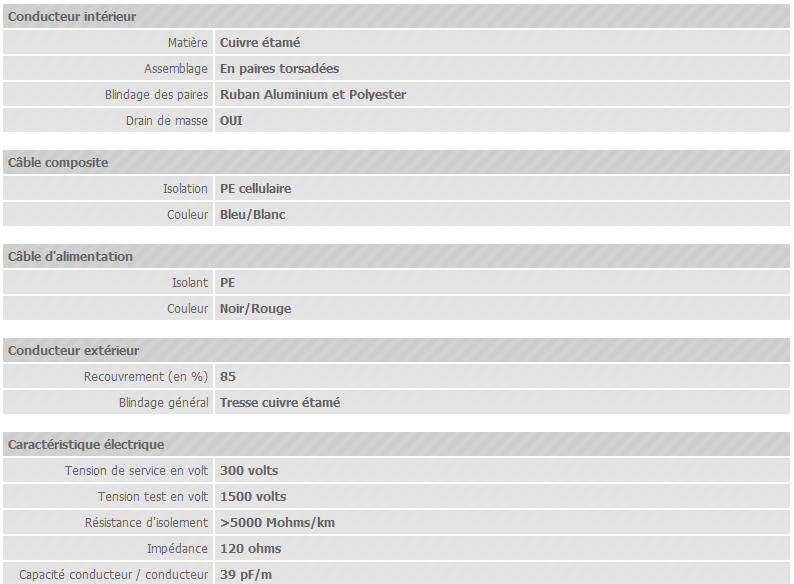 Conducteur intérieur
Matière Cuivre étamé
Assemblage En paires torsadées
Blindage des paires Ruban Aluminium et Polyester
Drain de masse OUI
Câble composite
Isolation PE cellulaire
Couleur Bleu/Blanc
Câble d'alimentation
Isolant PE
Couleur Noir/Rouge
Conducteur extérieur
Recouvrement (en %) 85
Blindage général Tresse cuivre étamé
Caractéristique électrique
Tension de service en volt 300 volts
Tension test en volt 1500 volts
Résistance d'isolement >5000 Mohms/km
Impédance 120 ohms
Capacité conducteur / conducteur 39 pF/m